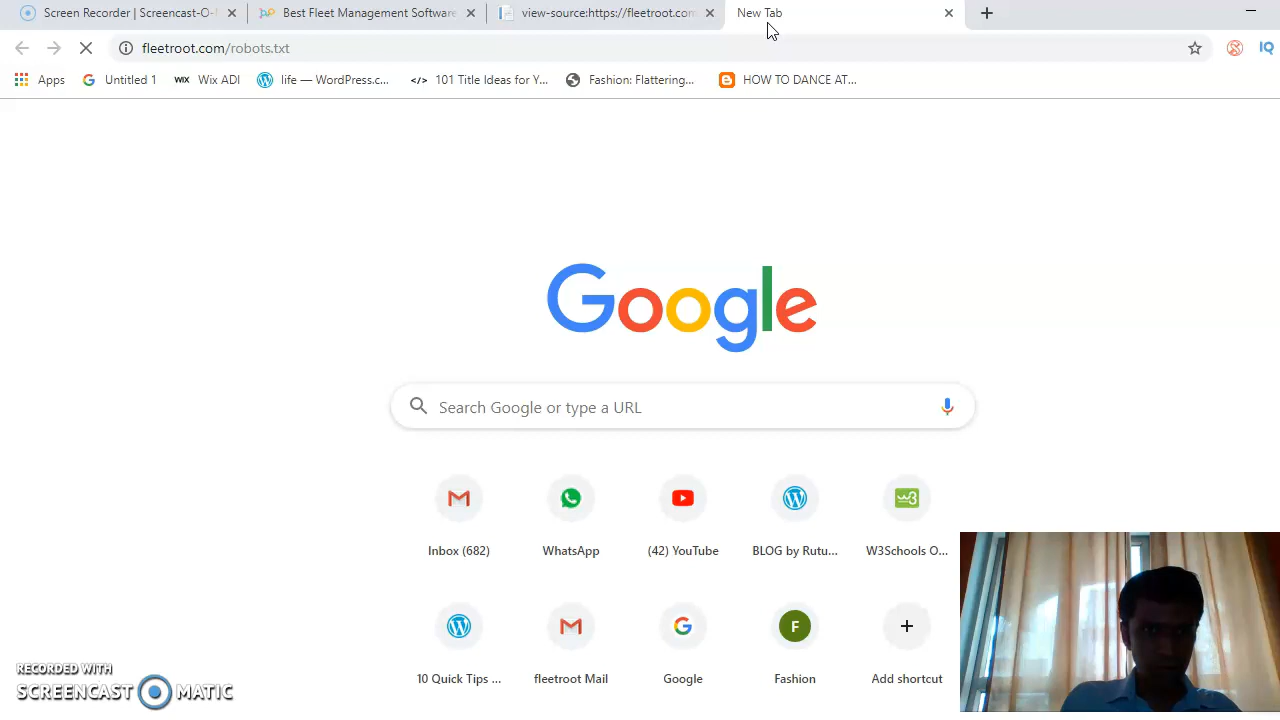 Screen Recorder | Screencast-O-
Best Fleet Management Software
view-source:https://fleetroot.com
New Tab
fleetroot.com/robots.txt
IQ
Apps
Untitled 1
WIX Wix ADI
life — WordPress.c...
</> 101 Title Ideas for Y...
Fashion: Flattering...
HOW TO DANCE AT...
Google
Search Google or type a URL
Inbox (682)
WhatsApp
(42) YouTube
BLOG by Rutu...
W3Schools O...
F
10 Quick Tips ...
fleetroot Mail
Google
Fashion
Add shortcut
RECORDED WITH
SCREENCAST MATIC